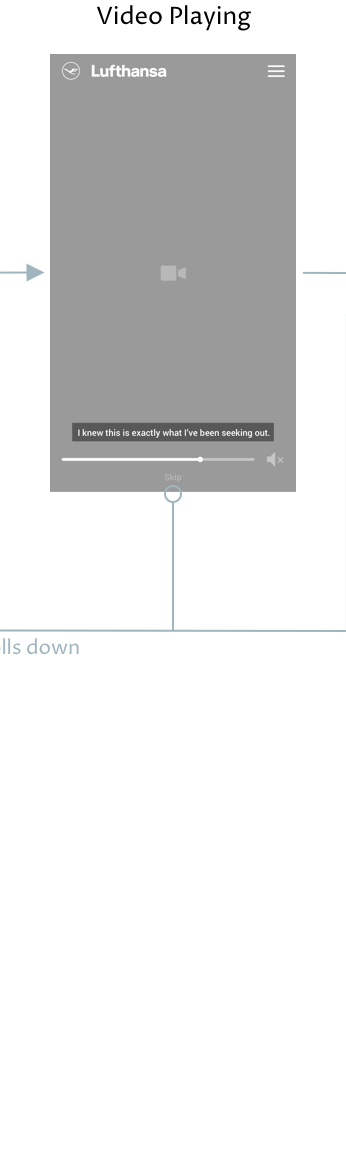 Video Playing
Lufthansa
I knew this is exactly what I've been seeking out.
Skip
lls down